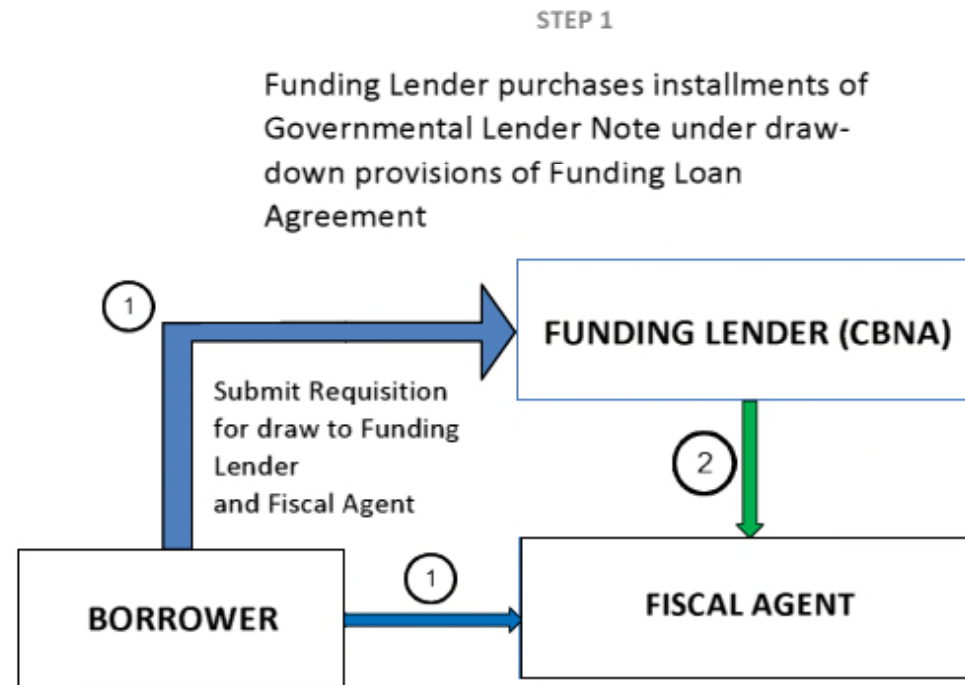 STEP 1
Funding Lender purchases installments of
Governmental Lender Note under draw-
down provisions of Funding Loan
Agreement
1
FUNDING LENDER (CBNA)
Submit Requisition
for draw to Funding
Lender
and Fiscal Agent
2
1
BORROWER
FISCAL AGENT